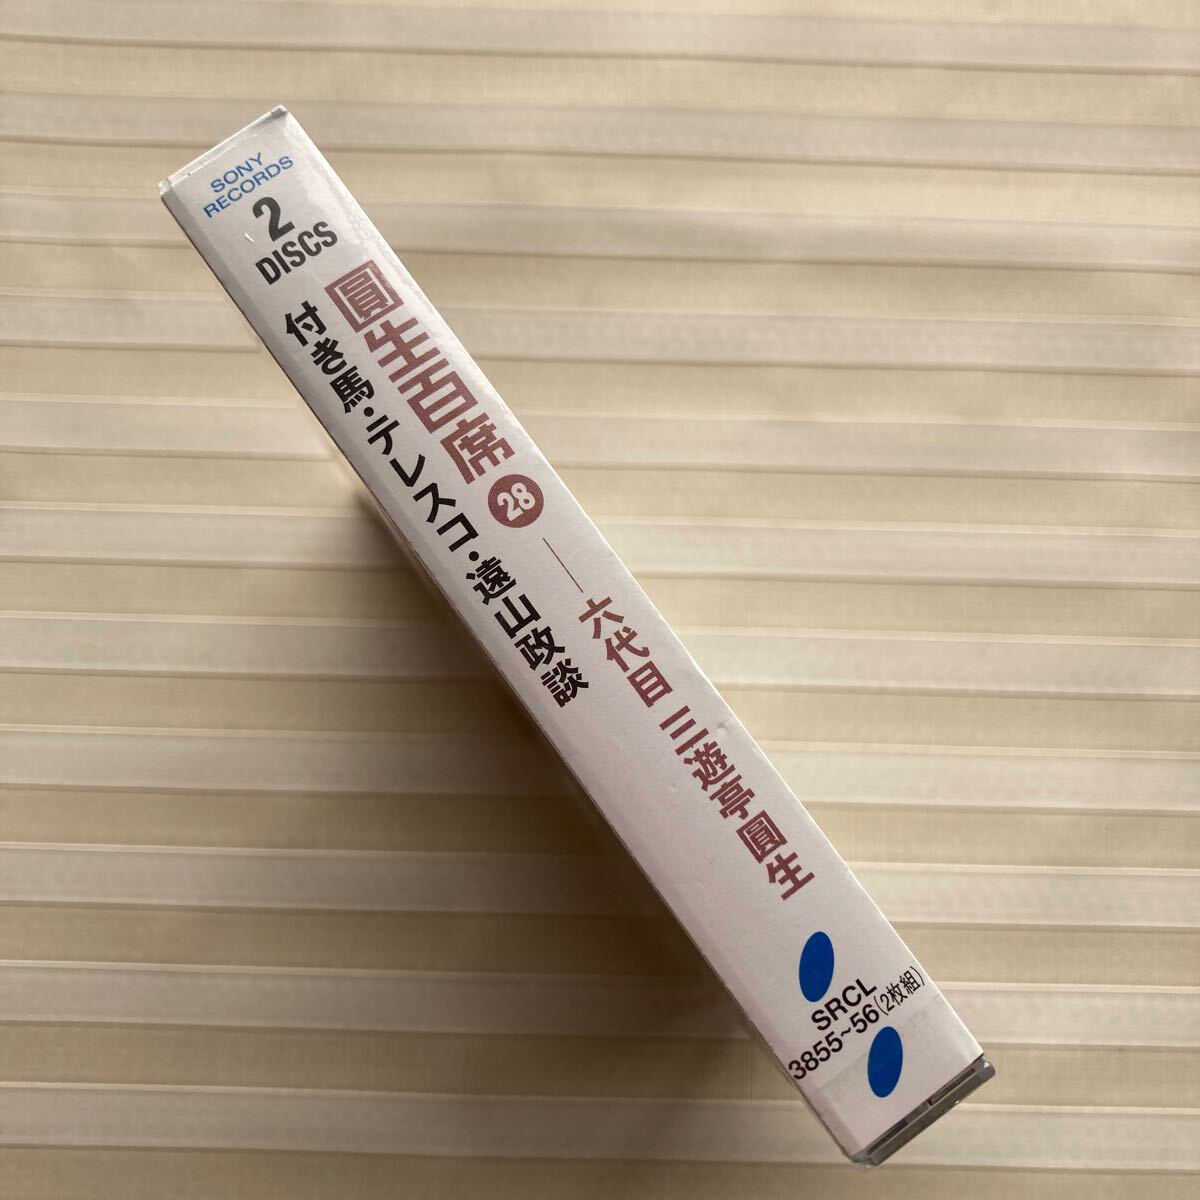 SONY
RECORDS
2
DISCS
圓生百席 28 — 六代目 三遊亭圓生
付き馬・テレスコ・遠山政談
SRCL
3855~56(2枚組)